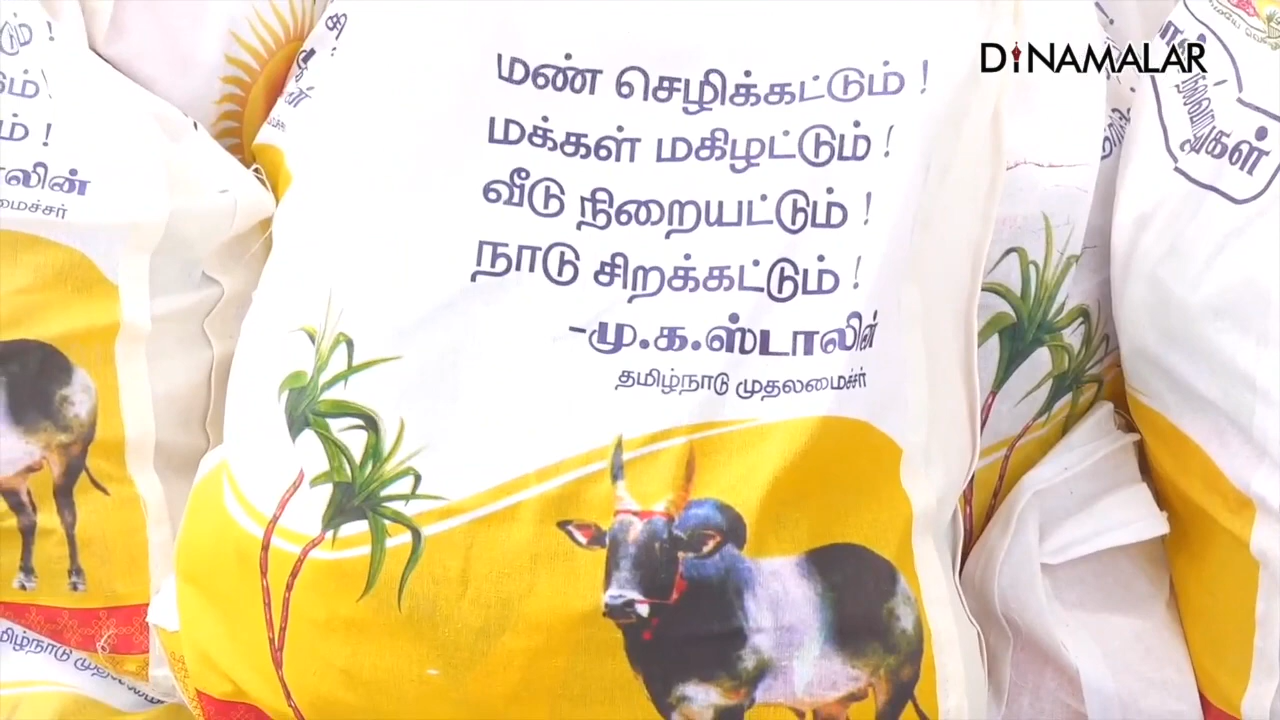 DINAMALAR
மண் செழிக்கட்டும் !
மக்கள் மகிழட்டும் !
வீடு நிறையட்டும் !
நாடு சிறக்கட்டும் !
-மு.க.ஸ்டாலின்
தமிழ்நாடு முதலமைச்சர்